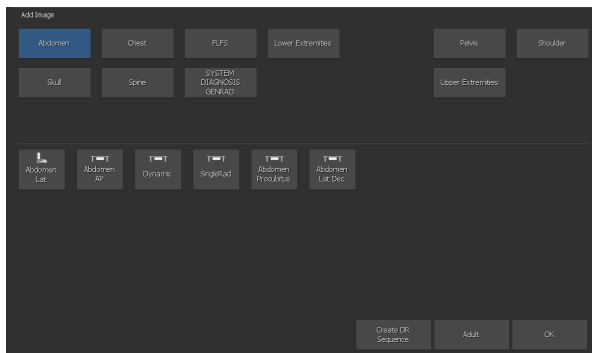 Add Image
Abdomen
Chest
FLFS
Lower Extremities
Pelvis
Shoulder
Skull
Spine
SYSTEM
DIAGNOSIS
GENRAD
Upper Extremities
Abdomen
Lat.
Abdomen
AP
Dynamic
SingleRad
Abdomen
Procubitus
Abdomen
Lat Dec
Create DR
Sequence
Adult
OK